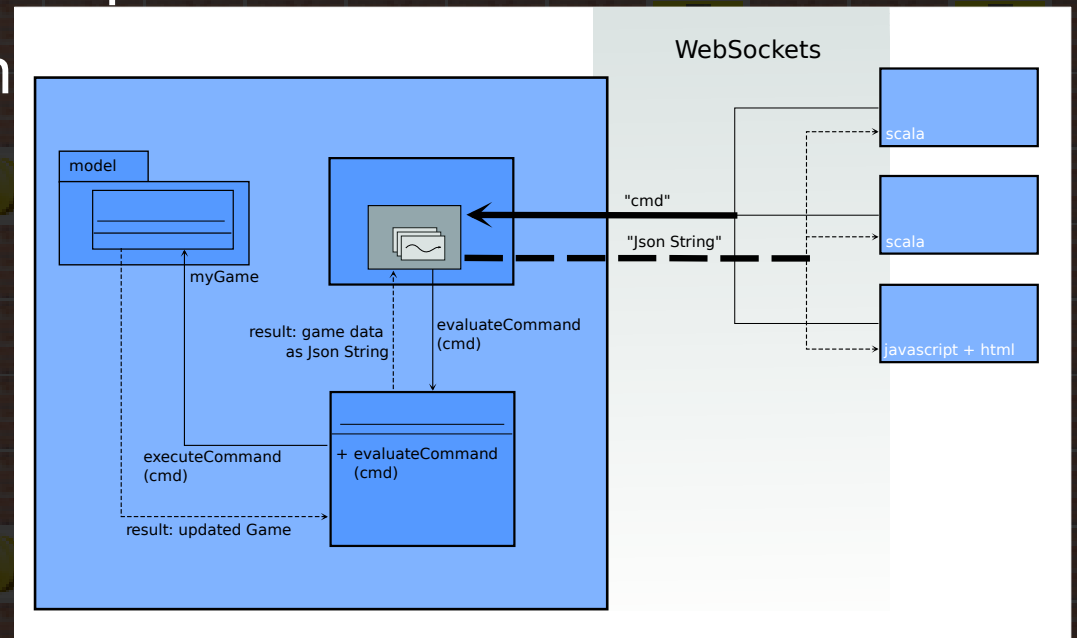 WebSockets
scala
model
"cmd"
"Json String"
scala
myGame
result: game data
as Json String
evaluateCommand
(cmd)
javascript + html
executeCommand
(cmd)
+ evaluateCommand
(cmd)
result: updated Game